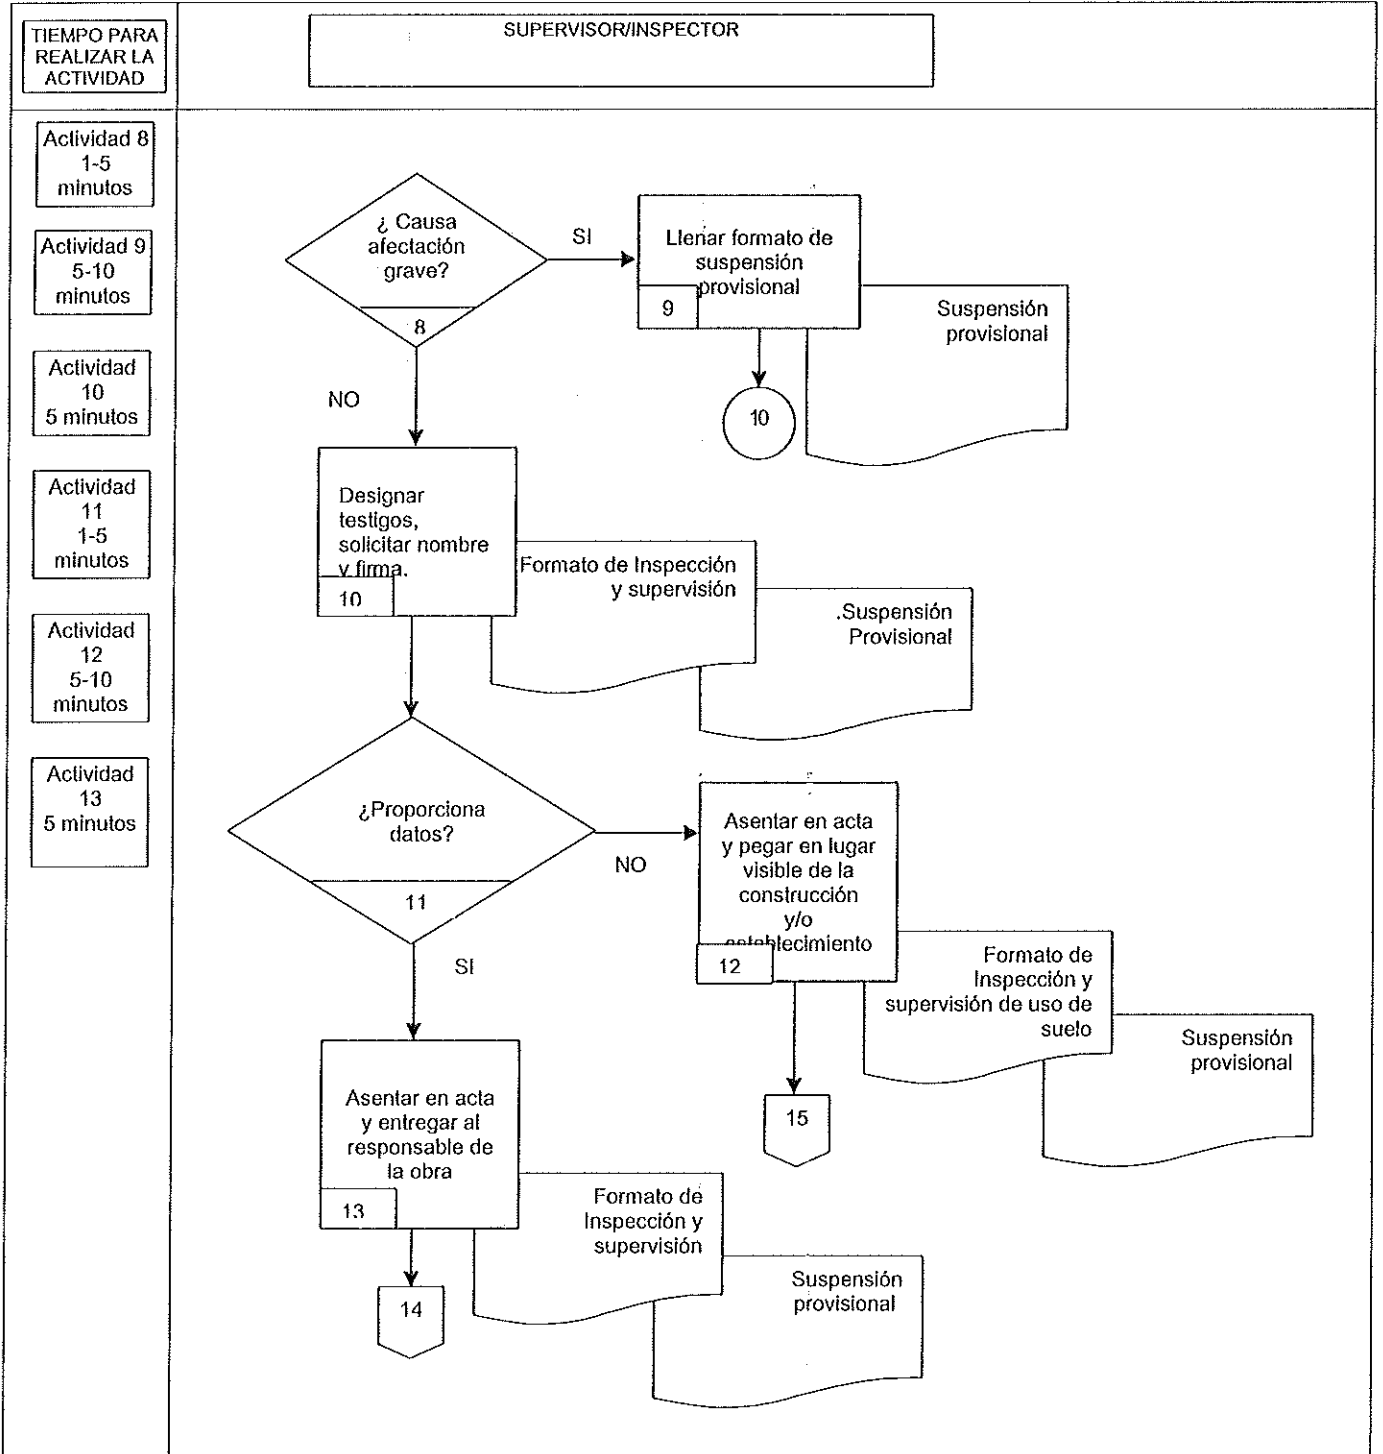 TIEMPO PARA
REALIZAR LA
ACTIVIDAD
SUPERVISOR/INSPECTOR
Actividad 8
1-5
minutos
Actividad 9
5-10
minutos
Actividad
10
5 minutos
Actividad
11
1-5
minutos
Actividad
12
5-10
minutos
Actividad
13
5 minutos
¿ Causa
afectación
grave?
8
SI
Llenar formato de
suspensión
provisional
9
Suspensión
provisional
10
NO
Designar
testigos,
solicitar nombre
y firma.
10
Formato de Inspección
y supervisión
.Suspensión
Provisional
¿Proporciona
datos?
11
NO
Asentar en acta
y pegar en lugar
visible de la
construcción
y/o
establecimiento
12
Formato de
Inspección y
supervisión de uso de
suelo
Suspensión
provisional
15
SI
Asentar en acta
y entregar al
responsable de
la obra
13
Formato de
Inspección y
supervisión
Suspensión
provisional
14